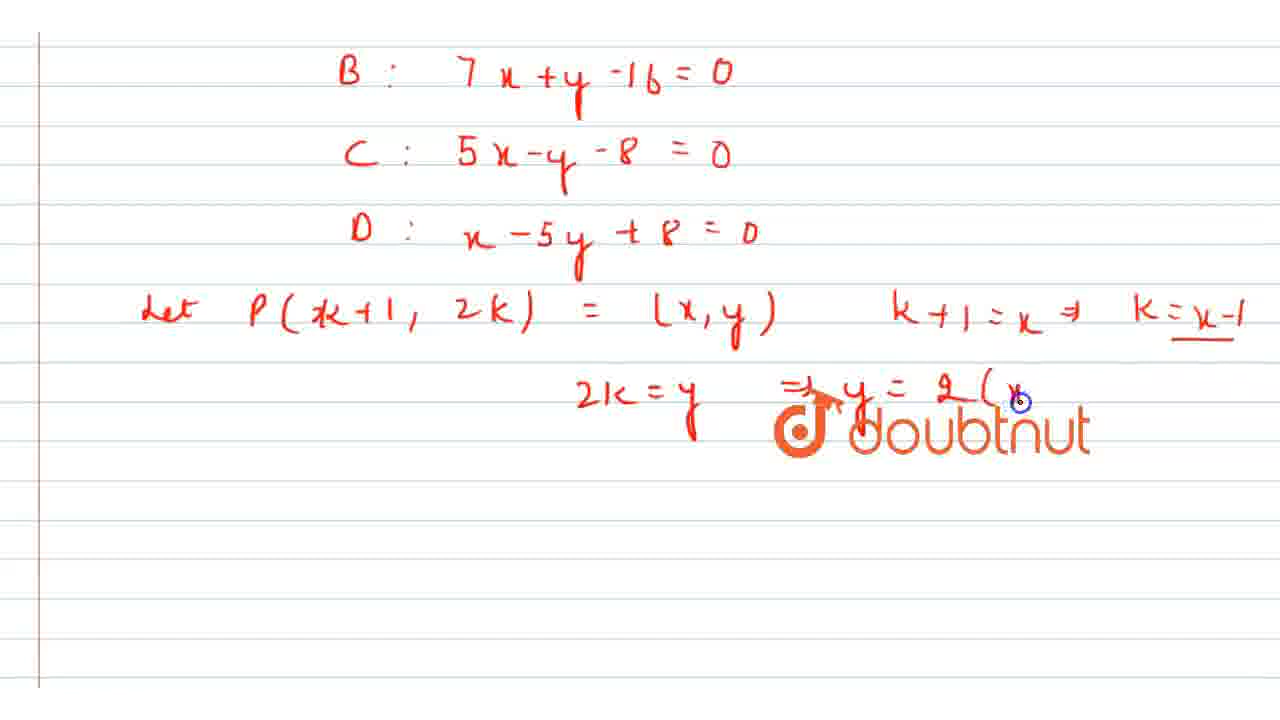 B : 7x + y - 16 = 0
C : 5x - y - 8 = 0
D : x - 5y + 8 = 0
Let P(k+1, 2k) = (x, y) k + 1 = x ⇒ k = x - 1
2k = y ⇒ y = 2(x
doubtnut